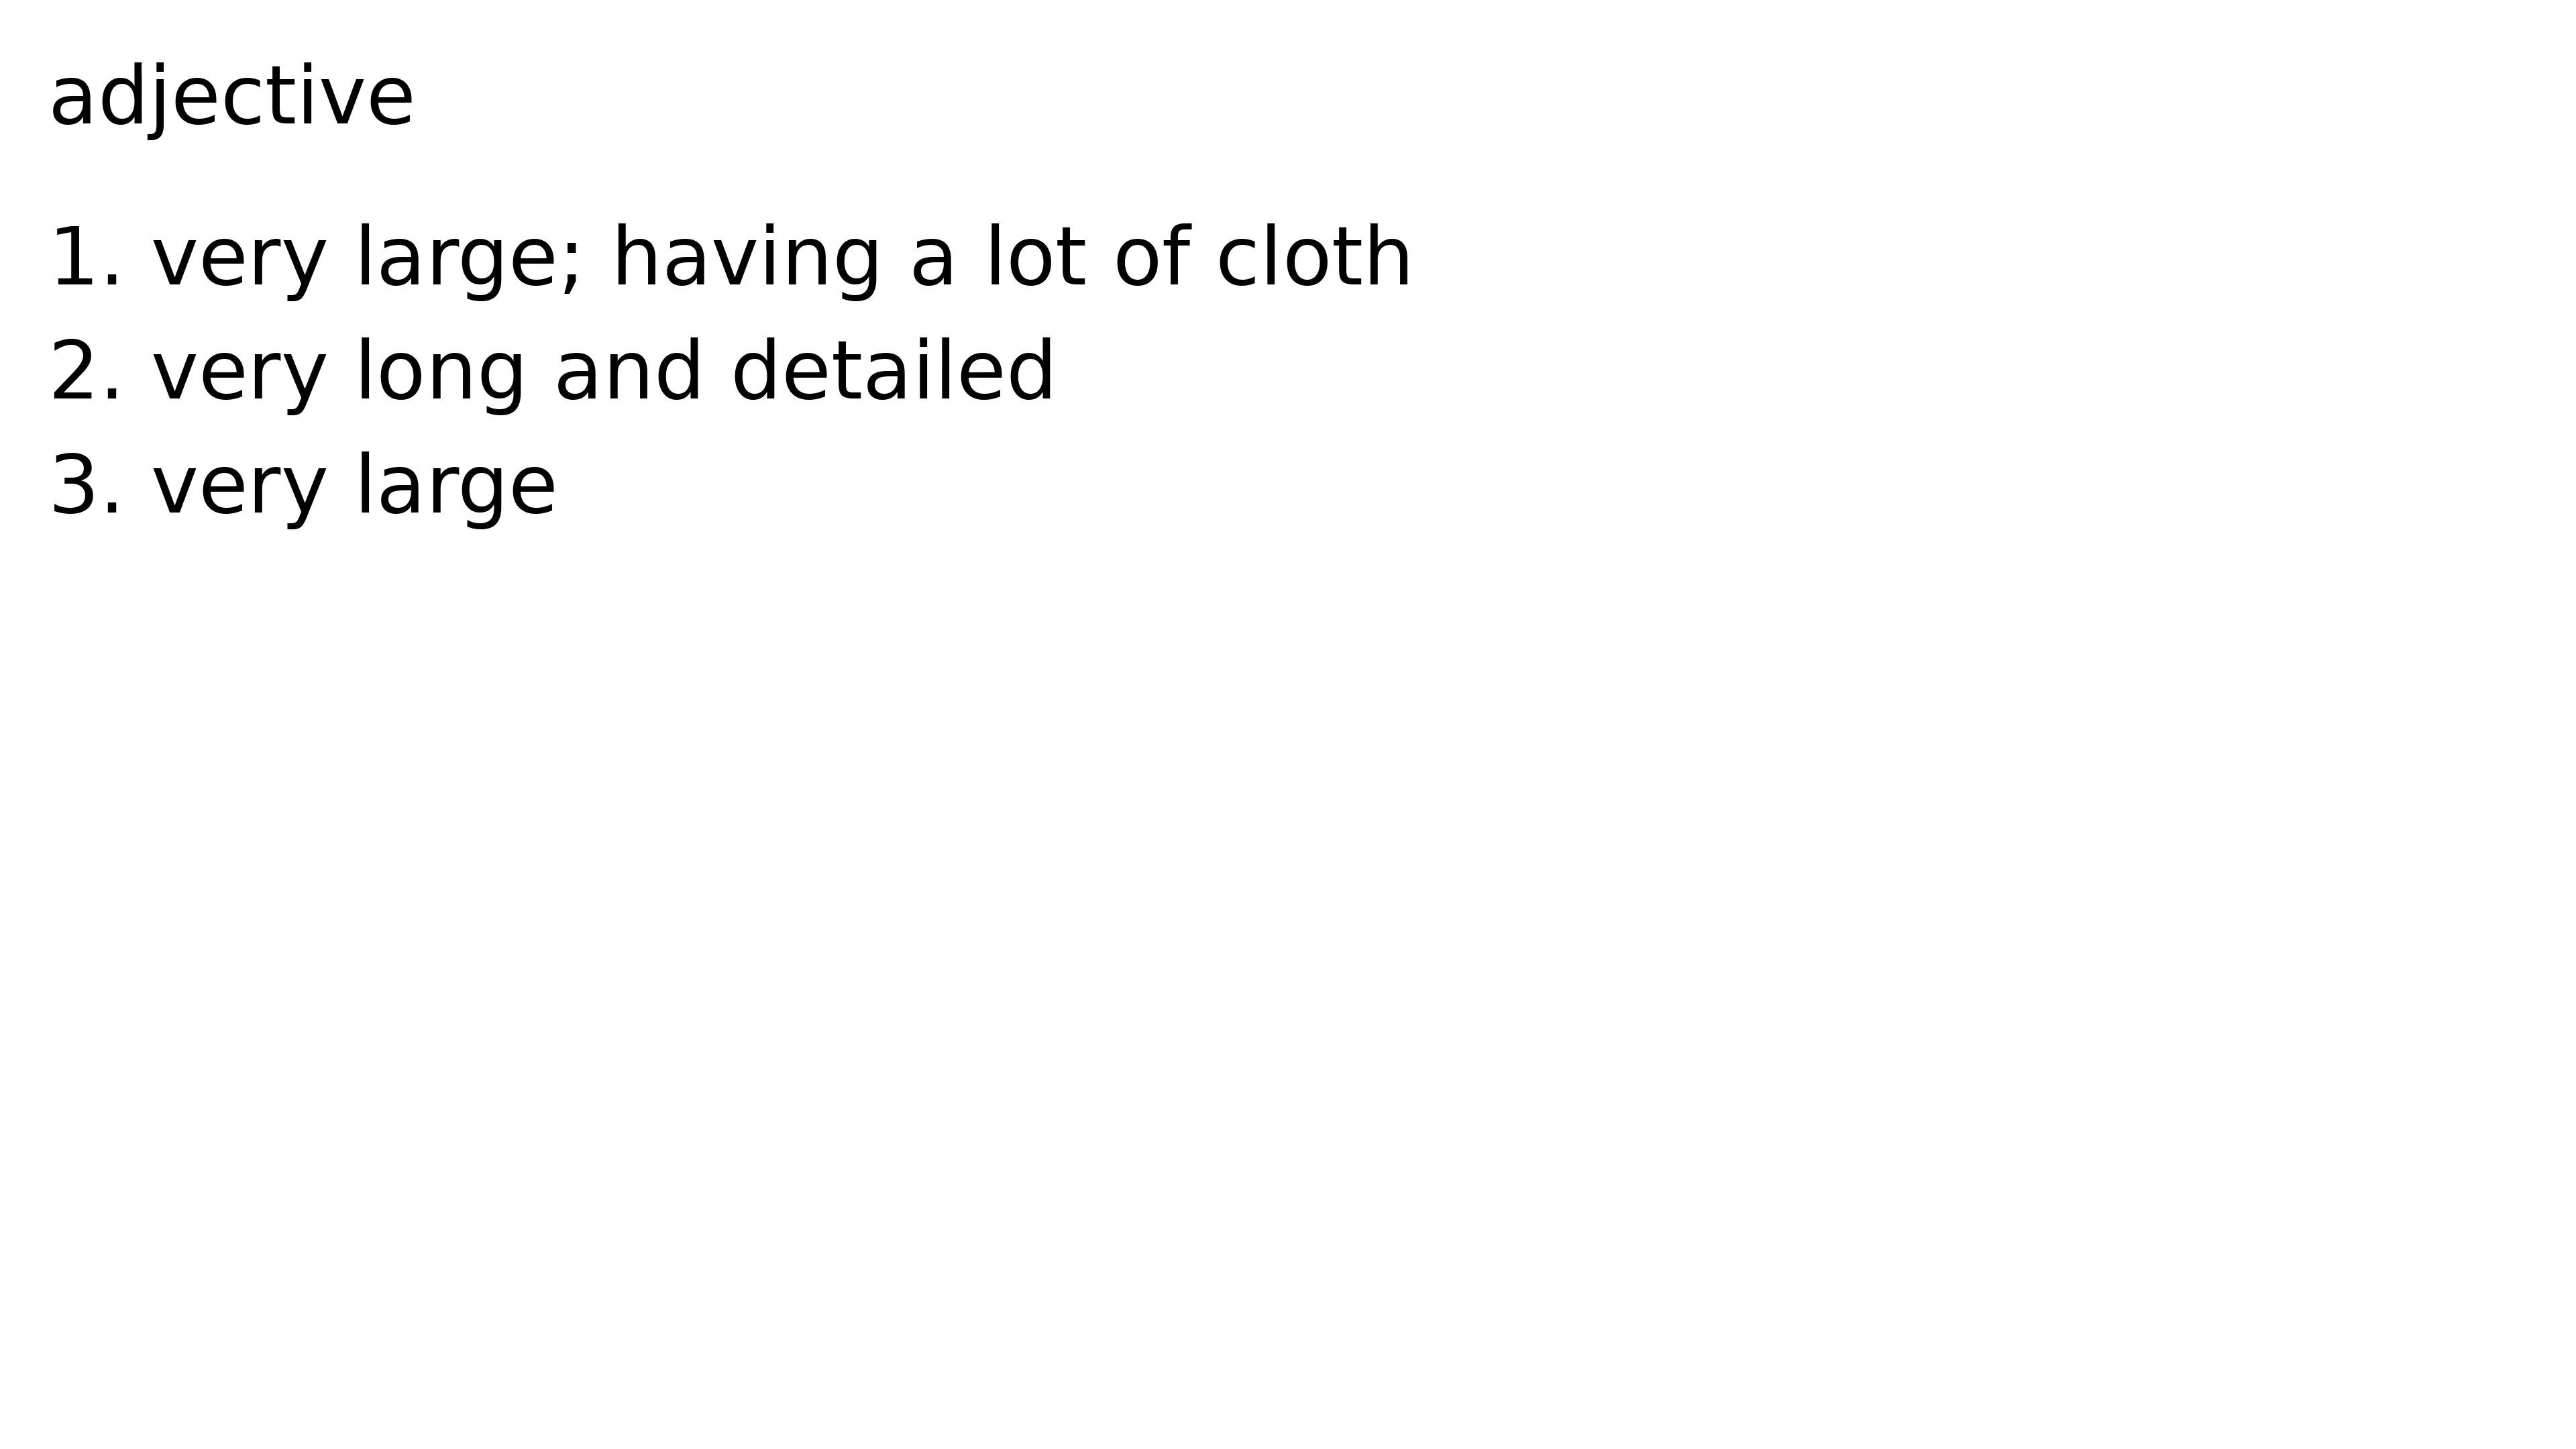 adjective
1. very large; having a lot of cloth
2. very long and detailed
3. very large